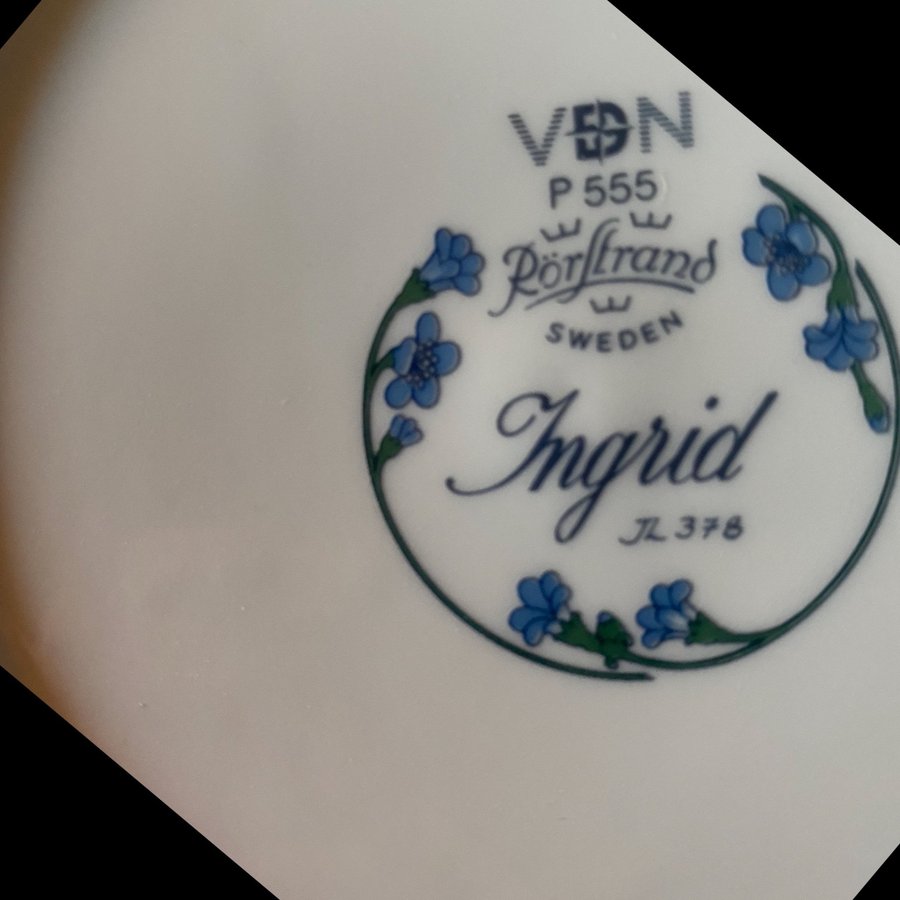 VDN
P 555
Rörstrand
SWEDEN
Ingrid
JL 378